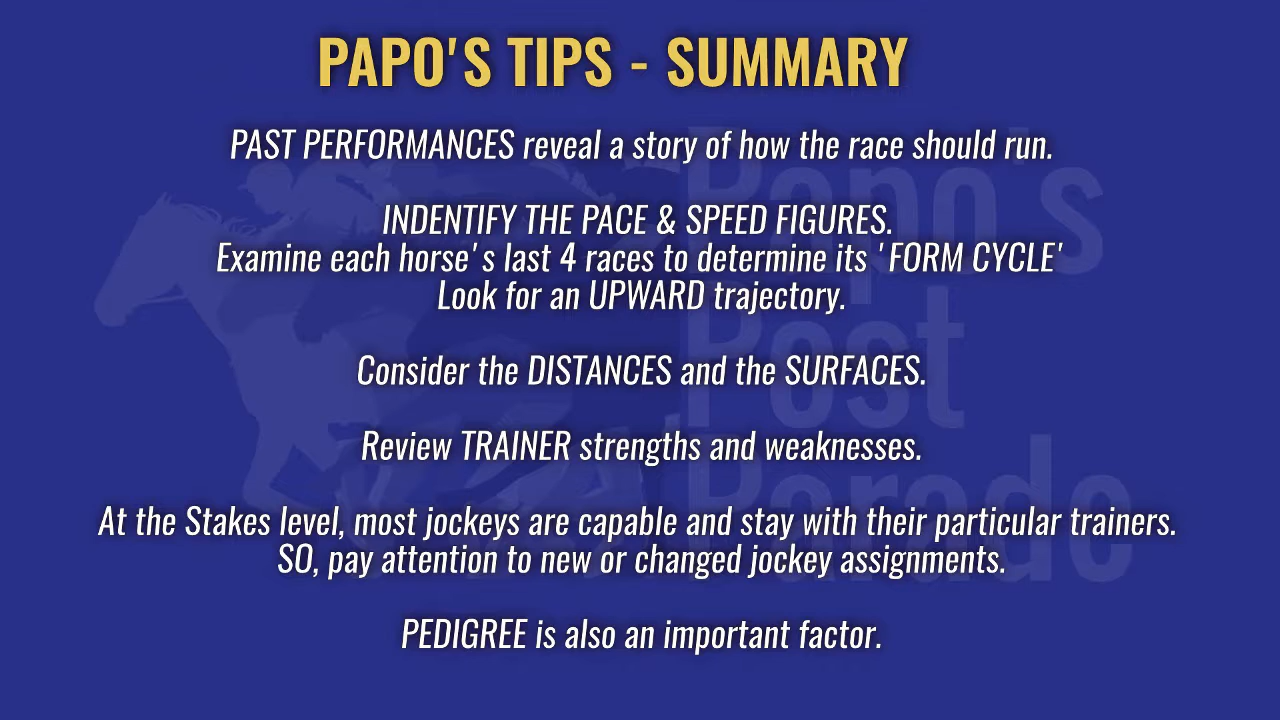 PAPO'S TIPS - SUMMARY
PAST PERFORMANCES reveal a story of how the race should run.
INDENTIFY THE PACE & SPEED FIGURES.
Examine each horse's last 4 races to determine its 'FORM CYCLE'
Look for an UPWARD trajectory.
Consider the DISTANCES and the SURFACES.
Review TRAINER strengths and weaknesses.
At the Stakes level, most jockeys are capable and stay with their particular trainers.
SO, pay attention to new or changed jockey assignments.
PEDIGREE is also an important factor.
Papo's
Post
Parade